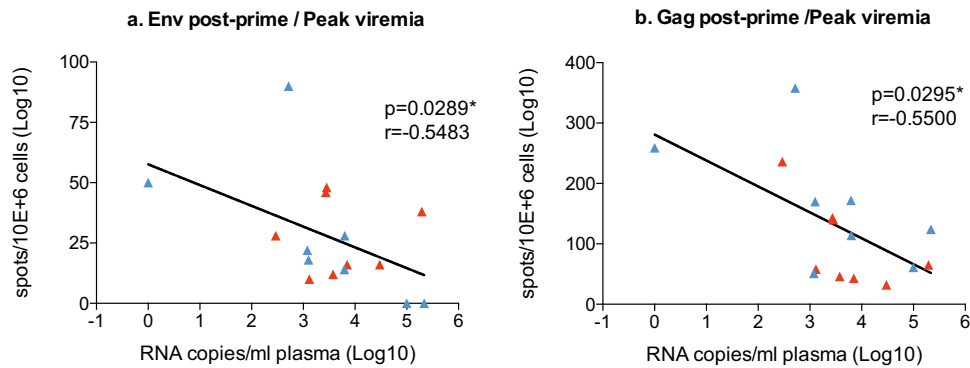 a. Env post-prime / Peak viremia
spots/10E+6 cells (Log10)
100
75
50
25
0
-1 0 1 2 3 4 5 6
RNA copies/ml plasma (Log10)
p=0.0289*
r=-0.5483
b. Gag post-prime /Peak viremia
spots/10E+6 cells (Log10)
400
300
200
100
0
-1 0 1 2 3 4 5 6
RNA copies/ml plasma (Log10)
p=0.0295*
r=-0.5500